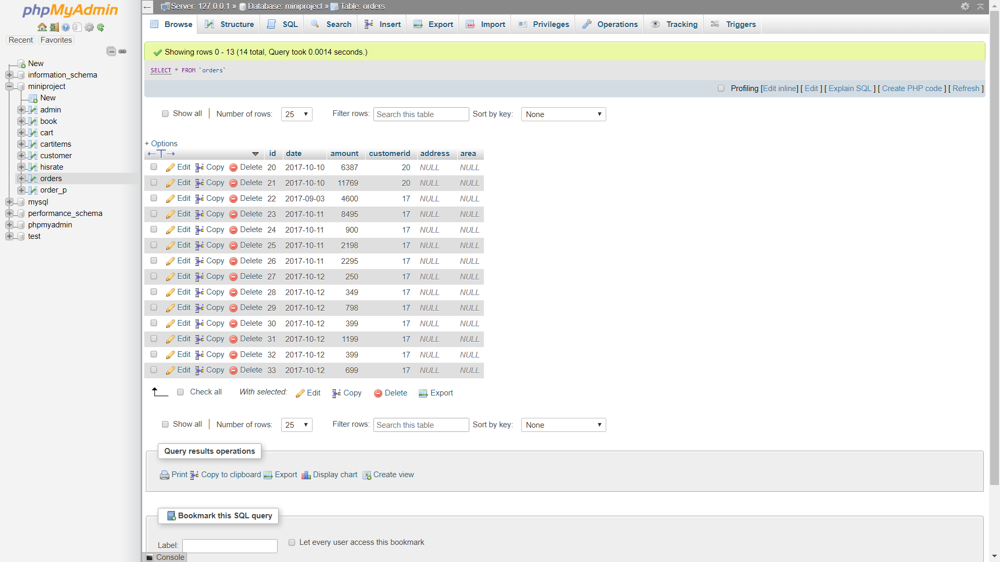 phpMyAdmin
Recent Favorites
New
information_schema
miniproject
New
admin
book
cart
cartitems
customer
hisrate
orders
order_p
mysql
performance_schema
phpmyadmin
test
Server: 127.0.0.1 » Database: miniproject » Table: orders
Browse Structure SQL Search Insert Export Import Privileges Operations Tracking Triggers
Showing rows 0 - 13 (14 total, Query took 0.0014 seconds.)
SELECT * FROM `orders`
Profiling [Edit inline] [ Edit ] [ Explain SQL ] [ Create PHP code ] [ Refresh ]
Show all | Number of rows: 25 Filter rows: Search this table Sort by key: None
+ Options
id date amount customerid address area
Edit Copy Delete 20 2017-10-10 6387 20 NULL NULL
Edit Copy Delete 21 2017-10-10 11769 20 NULL NULL
Edit Copy Delete 22 2017-09-03 4600 17 NULL NULL
Edit Copy Delete 23 2017-10-11 8495 17 NULL NULL
Edit Copy Delete 24 2017-10-11 900 17 NULL NULL
Edit Copy Delete 25 2017-10-11 2198 17 NULL NULL
Edit Copy Delete 26 2017-10-11 2295 17 NULL NULL
Edit Copy Delete 27 2017-10-12 250 17 NULL NULL
Edit Copy Delete 28 2017-10-12 349 17 NULL NULL
Edit Copy Delete 29 2017-10-12 798 17 NULL NULL
Edit Copy Delete 30 2017-10-12 399 17 NULL NULL
Edit Copy Delete 31 2017-10-12 1199 17 NULL NULL
Edit Copy Delete 32 2017-10-12 399 17 NULL NULL
Edit Copy Delete 33 2017-10-12 699 17 NULL NULL
Check all With selected: Edit Copy Delete Export
Show all | Number of rows: 25 Filter rows: Search this table Sort by key: None
Query results operations
Print Copy to clipboard Export Display chart Create view
Bookmark this SQL query
Label: Let every user access this bookmark
Console